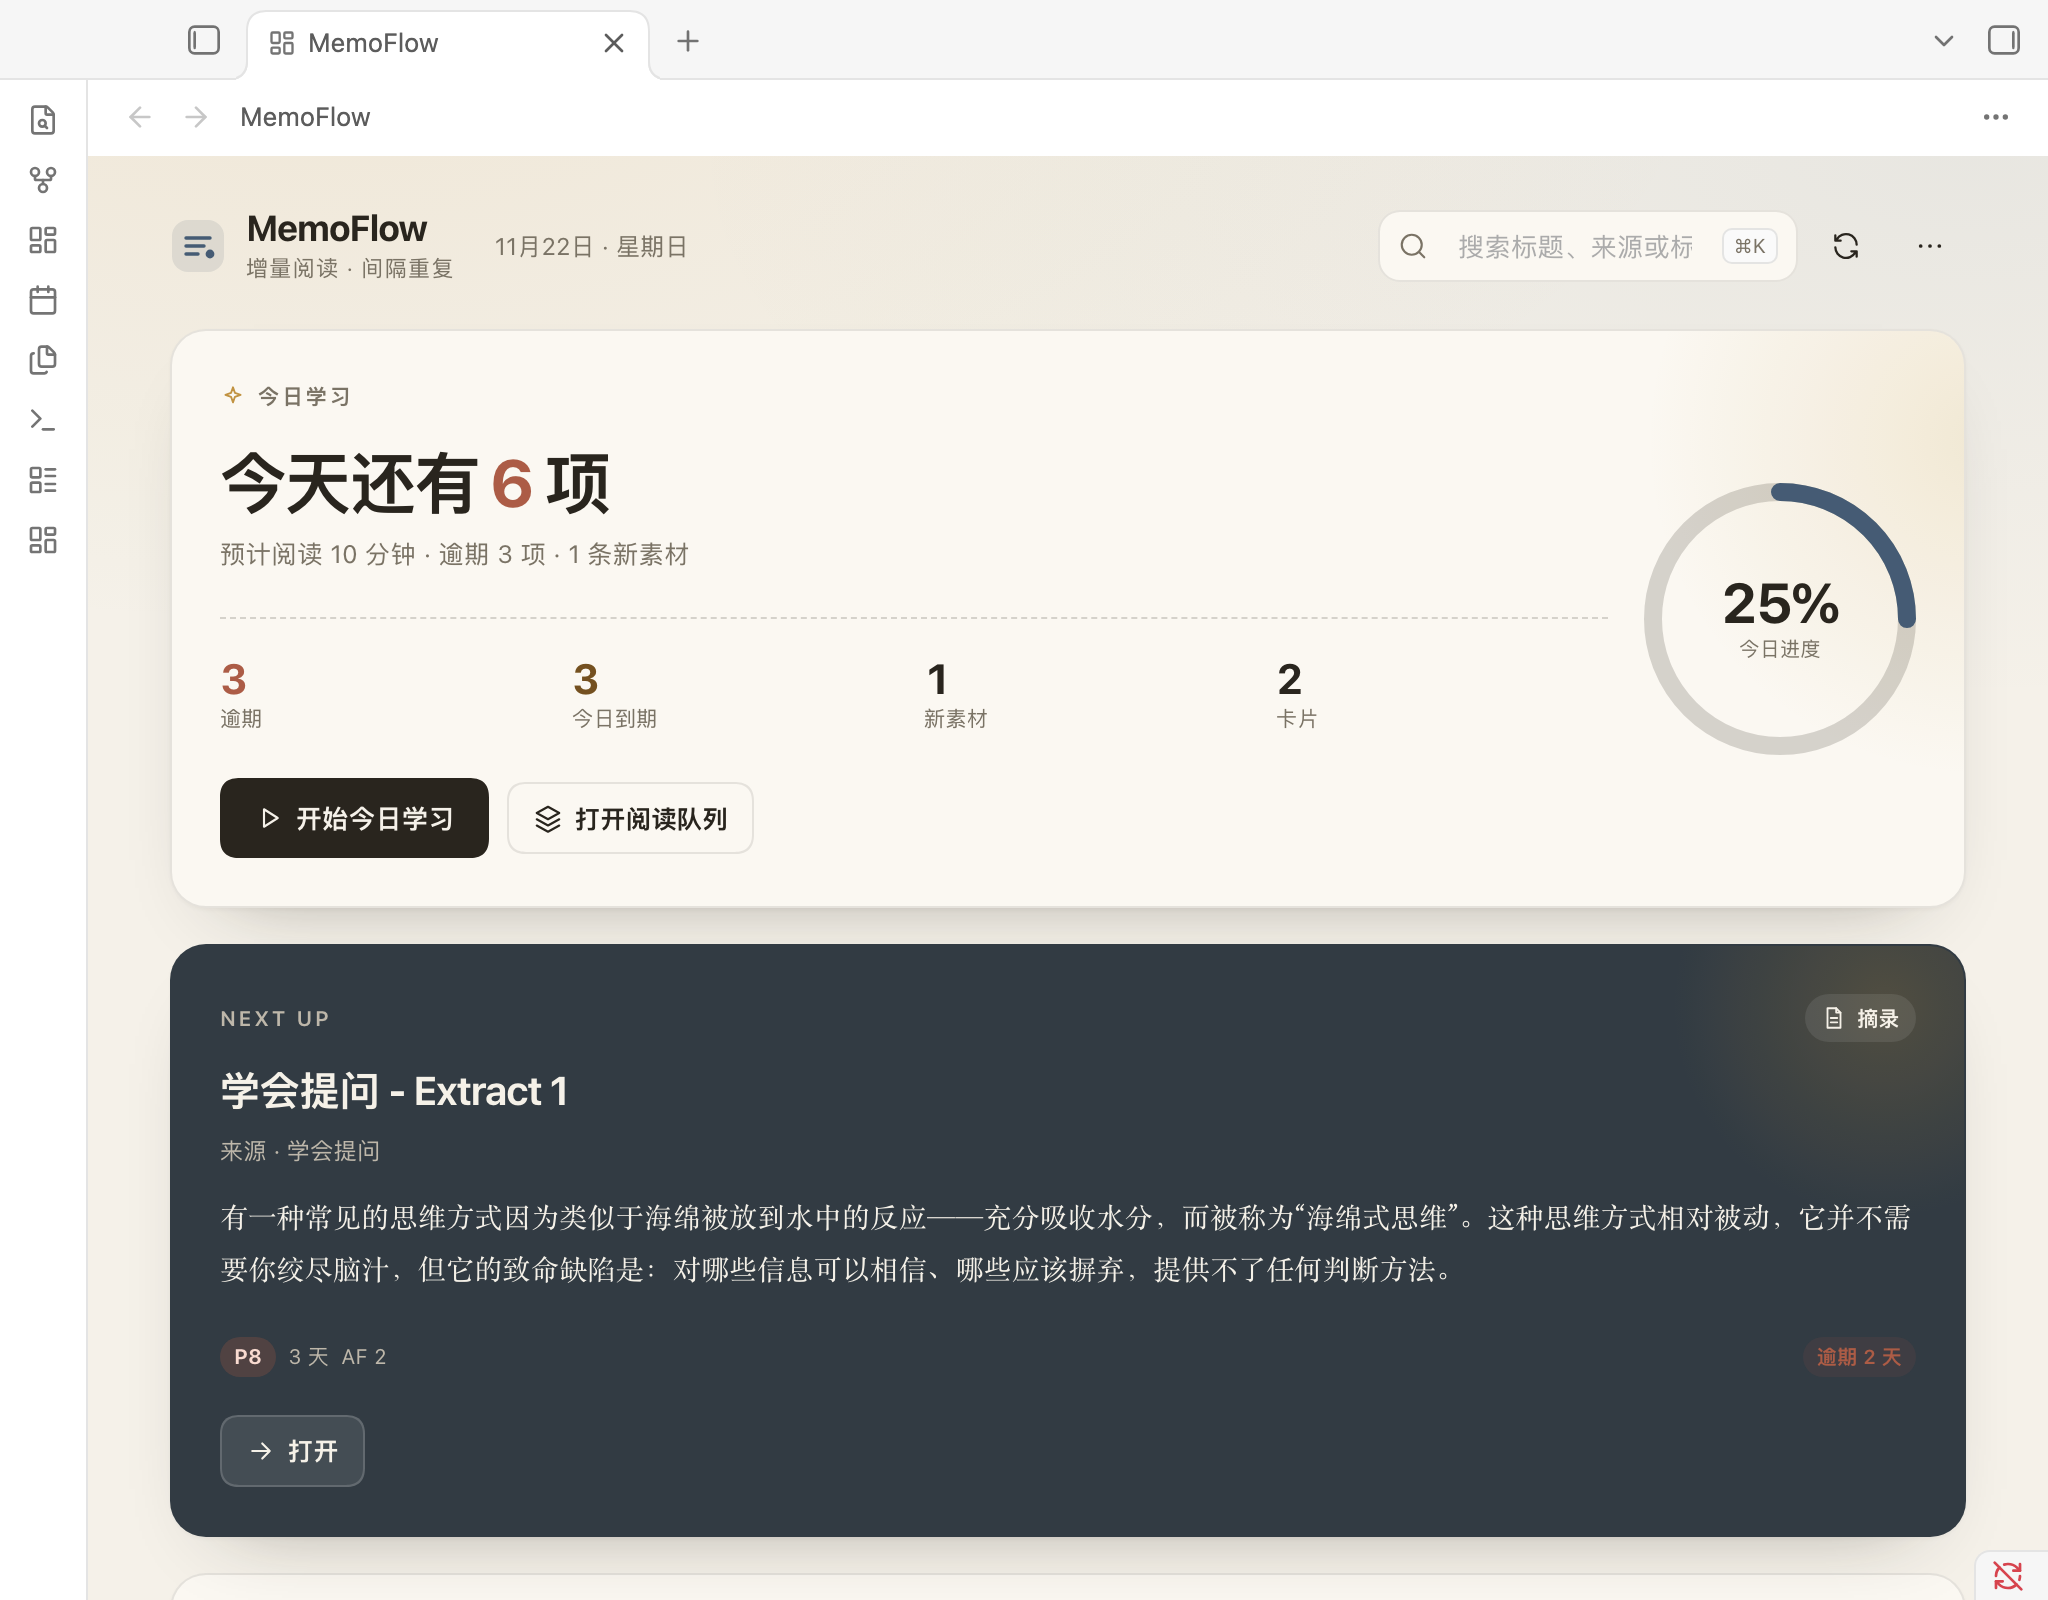 MemoFlow
MemoFlow
MemoFlow
增量阅读 · 间隔重复
11月22日 · 星期日
搜索标题、来源或标
⌘K
今日学习
今天还有 6 项
预计阅读 10 分钟 · 逾期 3 项 · 1 条新素材
25%
今日进度
3
逾期
3
今日到期
1
新素材
2
卡片
开始今日学习
打开阅读队列
NEXT UP
摘录
学会提问 - Extract 1
来源 · 学会提问
有一种常见的思维方式因为类似于海绵被放到水中的反应——充分吸收水分，而被称为“海绵式思维”。这种思维方式相对被动，它并不需
要你绞尽脑汁，但它的致命缺陷是：对哪些信息可以相信、哪些应该摒弃，提供不了任何判断方法。
P8 3 天 AF 2
逾期 2 天
打开